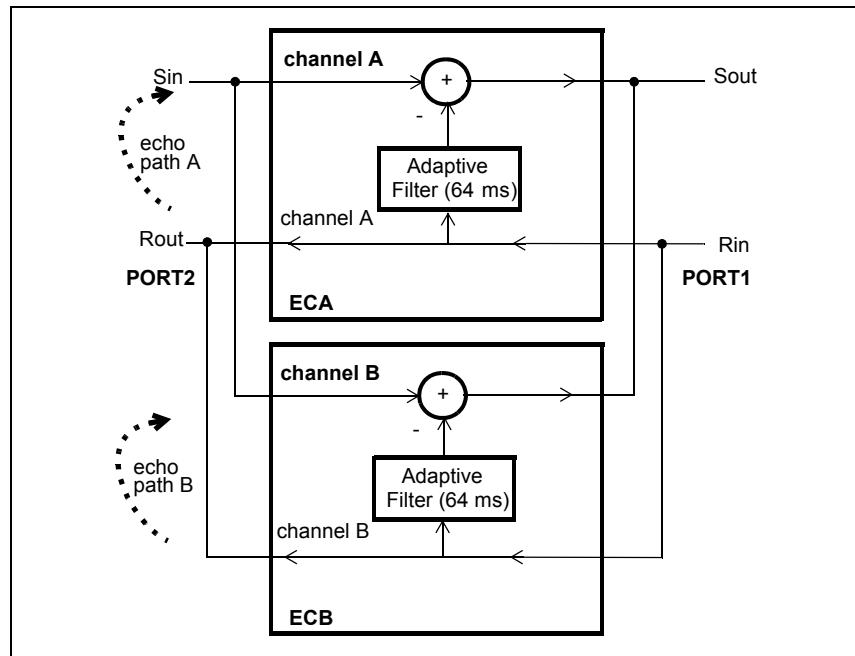 channel A
Sin
+
Sout
-
echo
path A
Adaptive
Filter (64 ms)
channel A
Rout
Rin
PORT2
PORT1
ECA
channel B
+
-
echo
path B
Adaptive
Filter (64 ms)
channel B
ECB